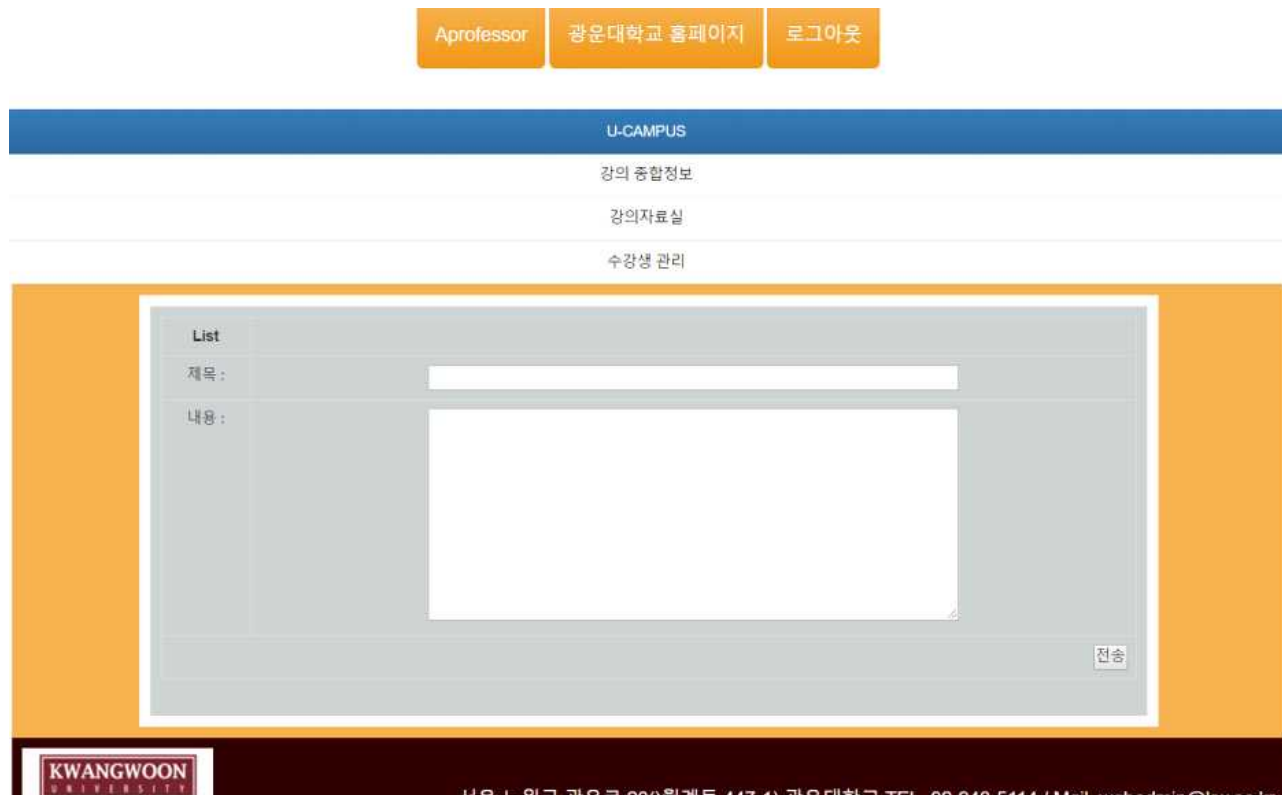 Aprofessor 광운대학교 홈페이지 로그아웃
U-CAMPUS
강의 종합정보
강의자료실
수강생 관리
List
제목 :
내용 :
전송
KWANGWOON
UNIVERSITY